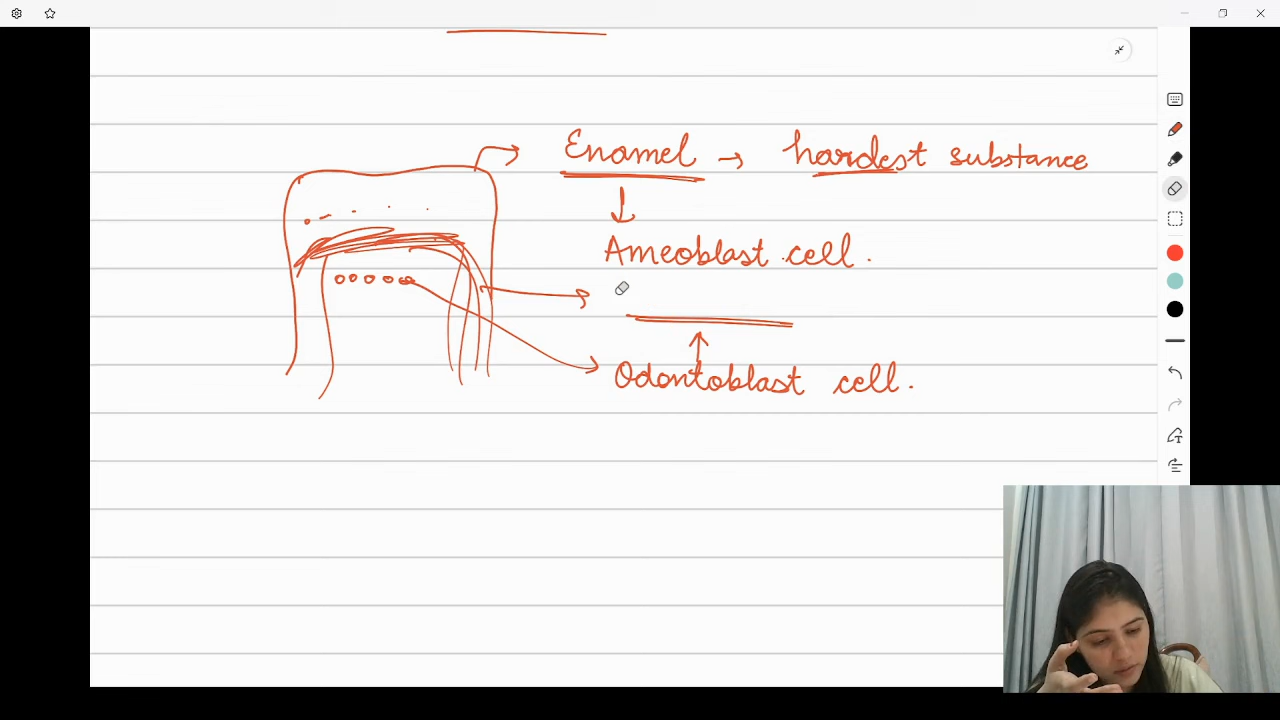 Enamel → hardest substance
Ameoblast cell.
Odontoblast cell.